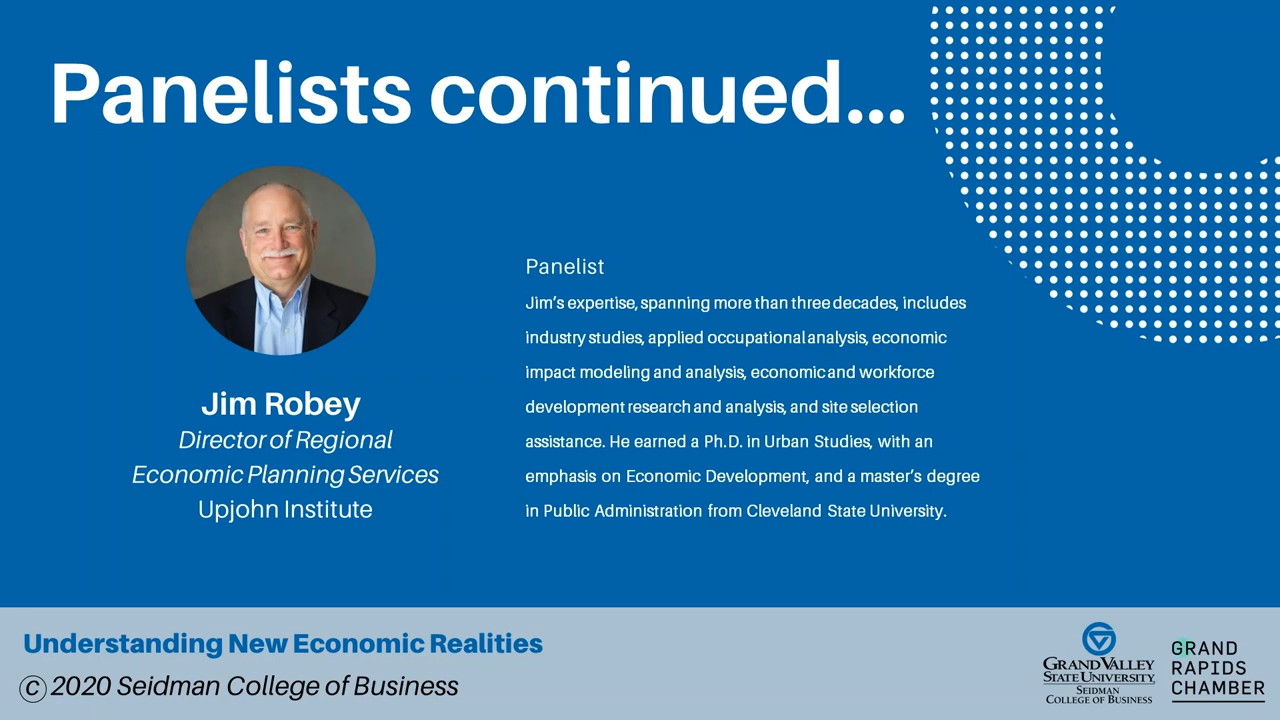 Panelists continued...
Jim Robey
Director of Regional
Economic Planning Services
Upjohn Institute
Panelist
Jim's expertise, spanning more than three decades, includes
industry studies, applied occupational analysis, economic
impact modeling and analysis, economic and workforce
development research and analysis, and site selection
assistance. He earned a Ph.D. in Urban Studies, with an
emphasis on Economic Development, and a master's degree
in Public Administration from Cleveland State University.
Understanding New Economic Realities
© 2020 Seidman College of Business
GRAND VALLEY
STATE UNIVERSITY
SEIDMAN
COLLEGE OF BUSINESS
GRAND
RAPIDS
CHAMBER